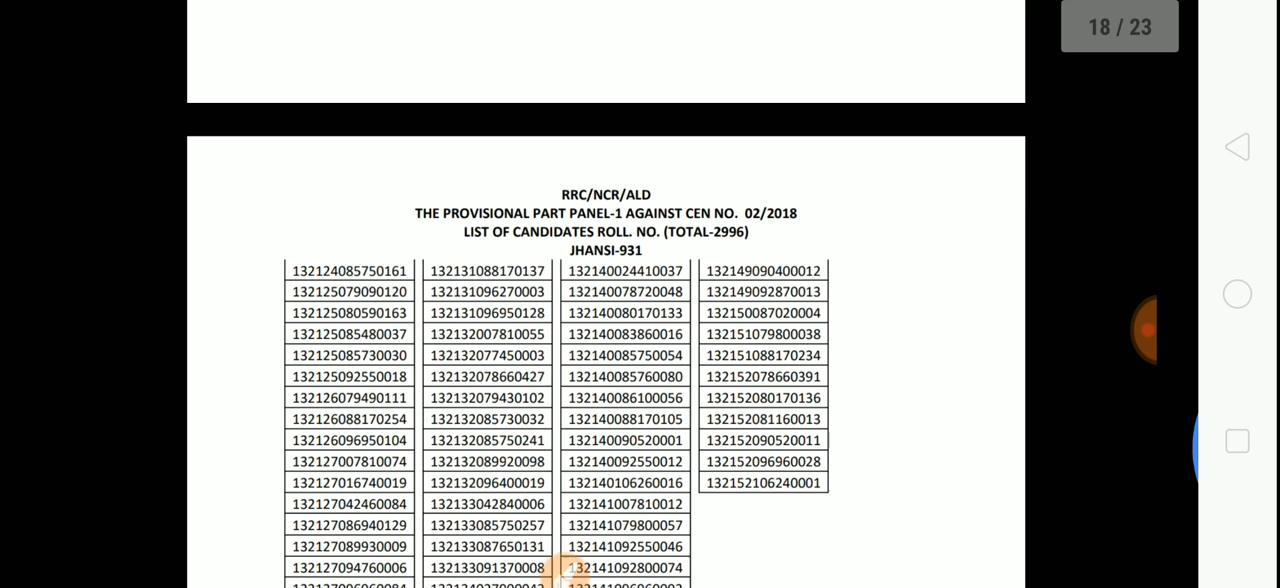 18 / 23
RRC/NCR/ALD
THE PROVISIONAL PART PANEL-1 AGAINST CEN NO. 02/2018
LIST OF CANDIDATES ROLL. NO. (TOTAL-2996)
JHANSI-931
132124085750161 132131088170137 132140024410037 132149090400012
132125079090120 132131096270003 132140078720048 132149092870013
132125080590163 132131096950128 132140080170133 132150087020004
132125085480037 132132007810055 132140083860016 132151079800038
132125085730030 132132077450003 132140085750054 132151088170234
132125092550018 132132078660427 132140085760080 132152078660391
132126079490111 132132079430102 132140086100056 132152080170136
132126088170254 132132085730032 132140088170105 132152081160013
132126096950104 132132085750241 132140090520001 132152090520011
132127007810074 132132089920098 132140092550012 132152096960028
132127016740019 132132096400019 132140106260016 132152106240001
132127042460084 132133042840006 132141007810012
132127086940129 132133085750257 132141079800057
132127089930009 132133087650131 132141092550046
132127094760006 132133091370008 132141092800074